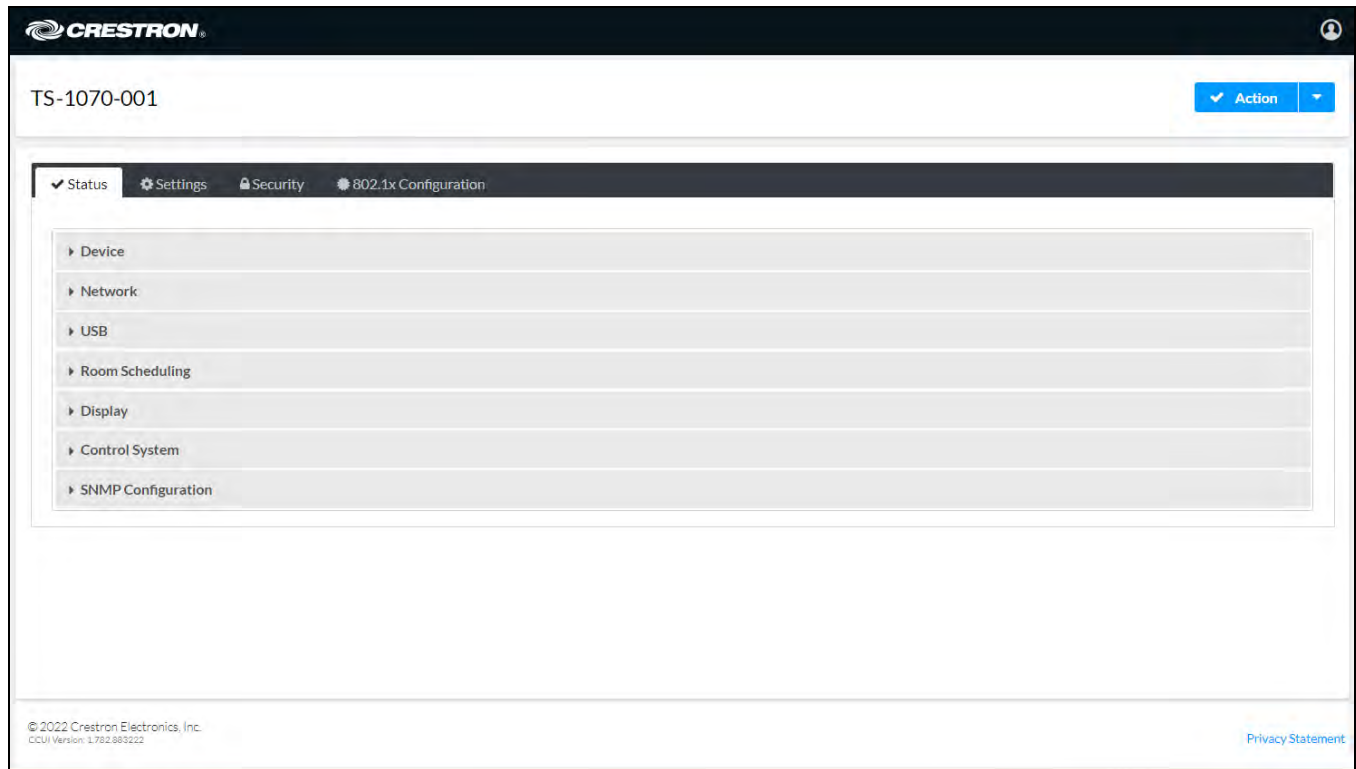 CRESTRON®
TS-1070-001
Action
Status Settings Security 802.1x Configuration
Device
Network
USB
Room Scheduling
Display
Control System
SNMP Configuration
© 2022 Crestron Electronics, Inc.
CCUI Version: 1.782.883222
Privacy Statement